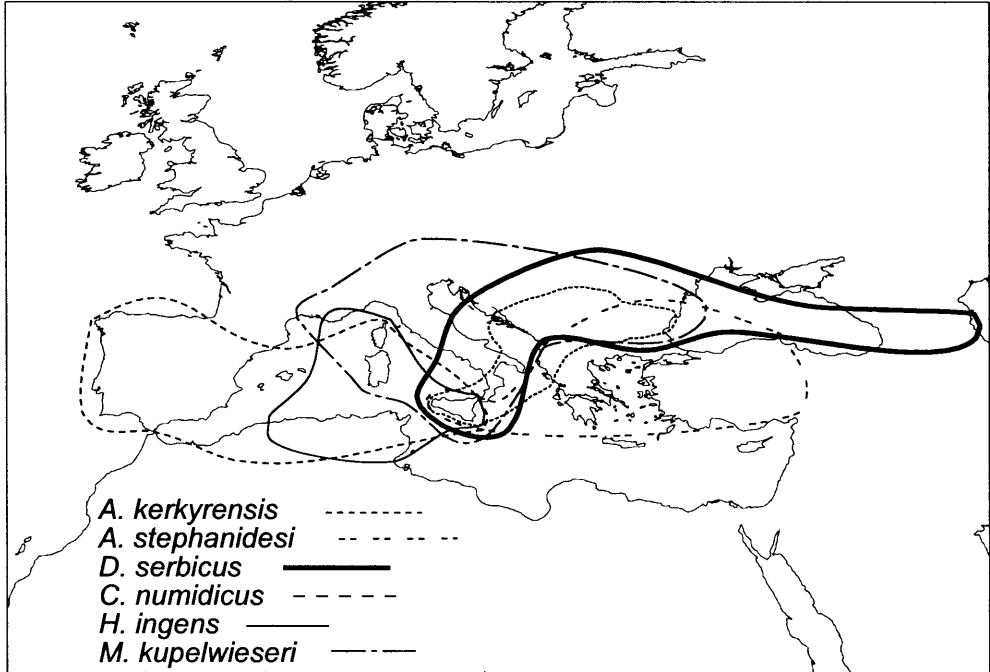 A. kerkyrensis
A. stephanidesi
D. serbicus
C. numidicus
H. ingens
M. kupelwieseri